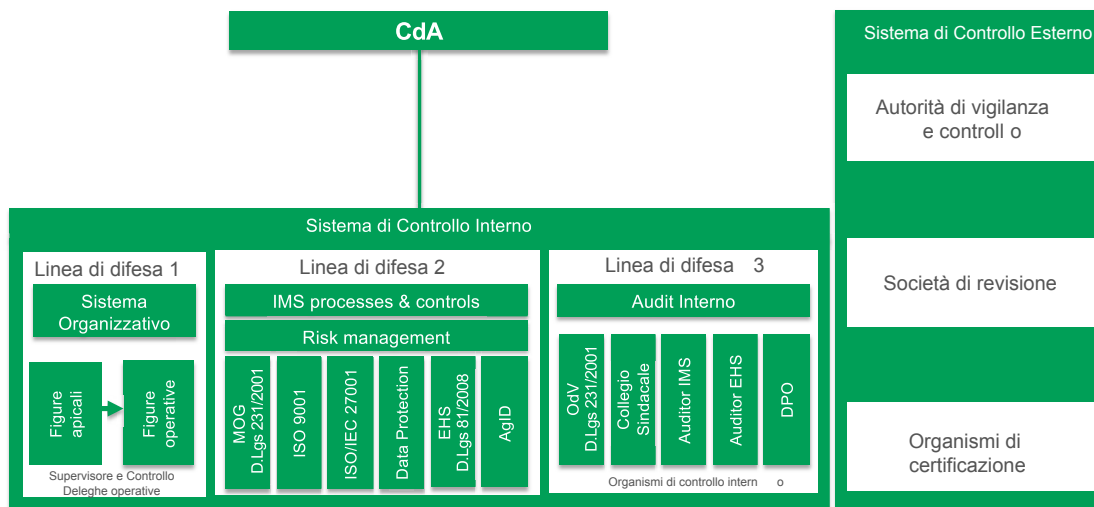 CdA
Sistema di Controllo Interno
Linea di difesa 1
Sistema
Organizzativo
Figure
apicali
Figure
operative
Supervisore e Controllo
Deleghe operative
Linea di difesa 2
IMS processes & controls
Risk management
MOG
D.Lgs 231/2001
ISO 9001
ISO/IEC 27001
Data Protection
EHS
D.Lgs 81/2008
AgID
Linea di difesa 3
Audit Interno
OdV
D.Lgs 231/2001
Collegio
Sindacale
Auditor IMS
Auditor EHS
DPO
Organismi di controllo intern o
Sistema di Controllo Esterno
Autorità di vigilanza
e controll o
Società di revisione
Organismi di
certificazione